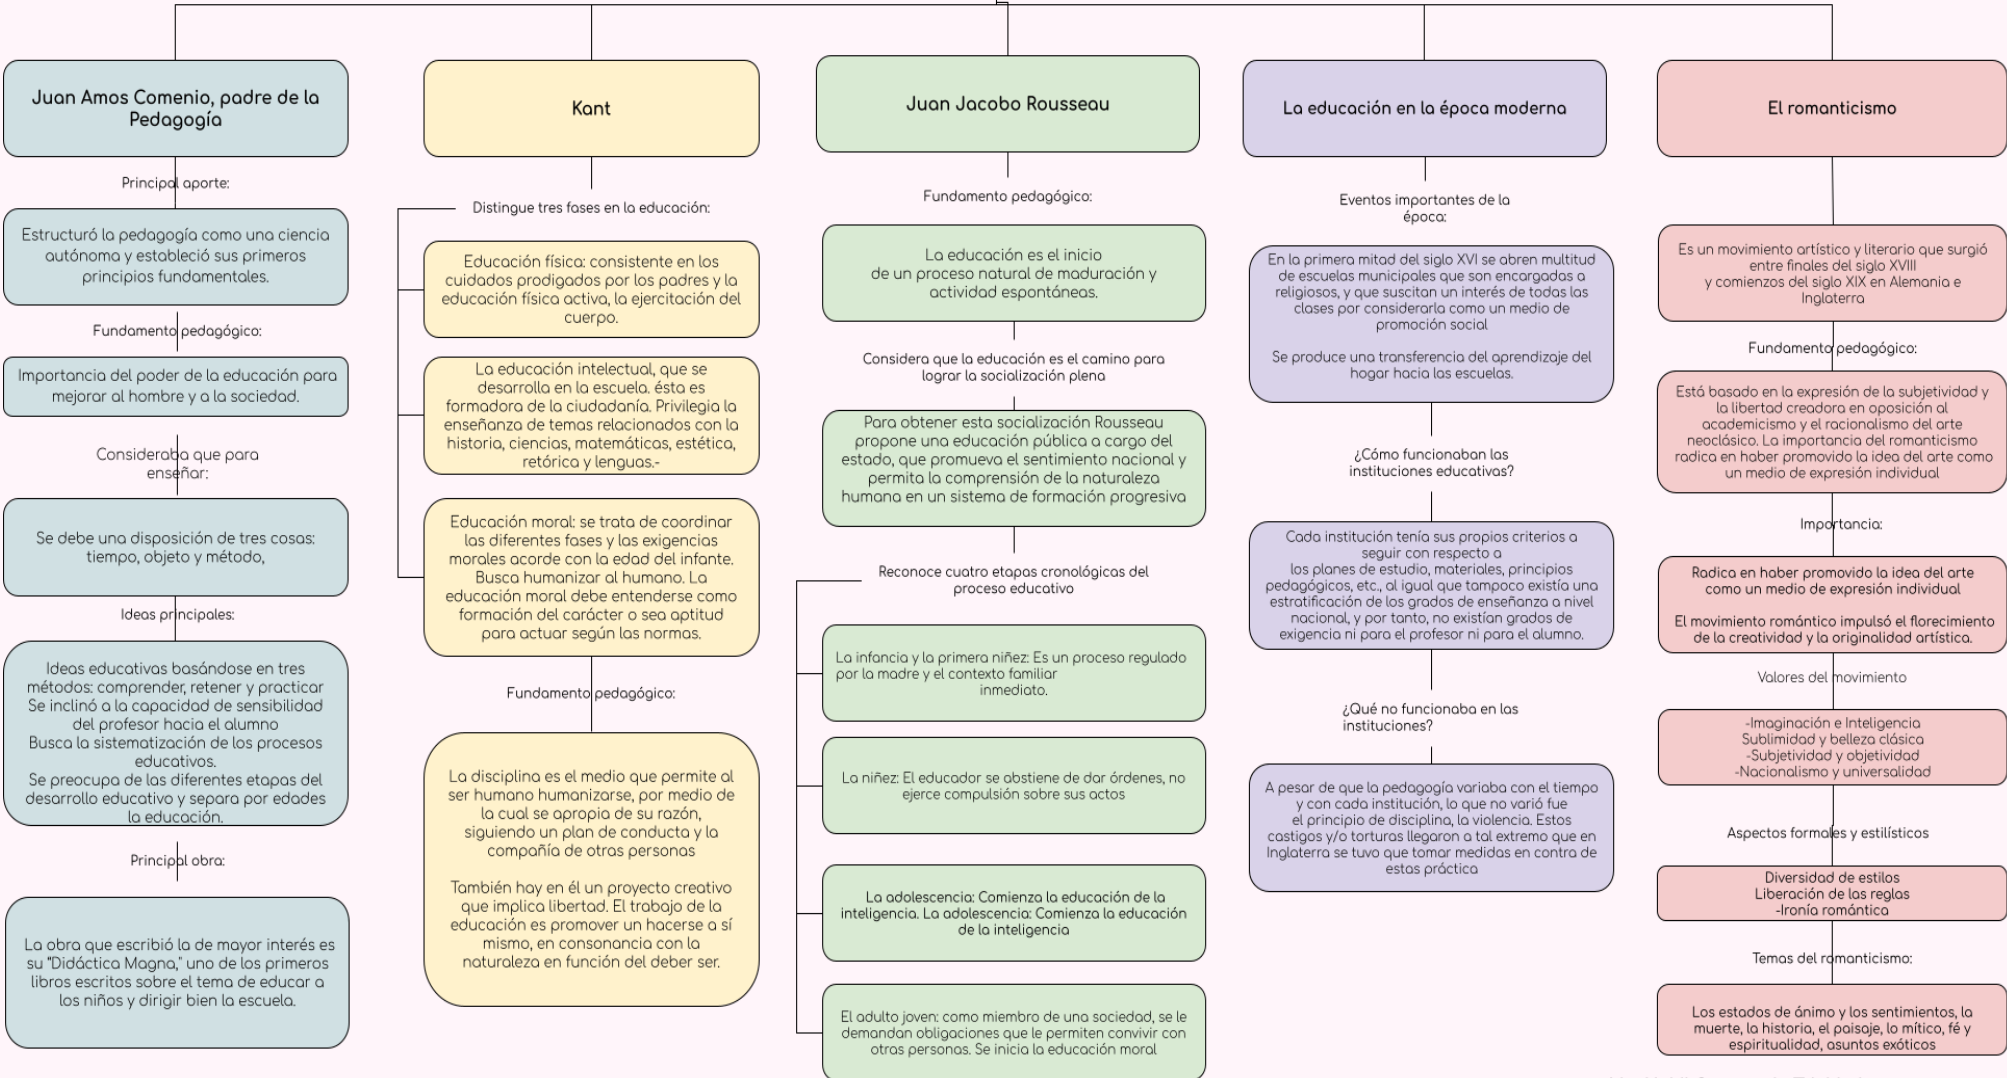 Juan Amos Comenio, padre de la
Pedagogía
Principal aporte:
Estructuró la pedagogía como una ciencia
autónoma y estableció sus primeros
principios fundamentales.
Fundamento pedagógico:
Importancia del poder de la educación para
mejorar al hombre y a la sociedad.
Consideraba que para
enseñar:
Se debe una disposición de tres cosas:
tiempo, objeto y método,
Ideas principales:
Ideas educativas basándose en tres
métodos: comprender, retener y practicar
Se inclinó a la capacidad de sensibilidad
del profesor hacia el alumno
Busca la sistematización de los procesos
educativos.
Se preocupa de las diferentes etapas del
desarrollo educativo y separa por edades
la educación.
Principal obra:
La obra que escribió la de mayor interés es
su "Didáctica Magna," uno de los primeros
libros escritos sobre el tema de educar a
los niños y dirigir bien la escuela.
Kant
Distingue tres fases en la educación:
Educación física: consistente en los
cuidados prodigados por los padres y la
educación física activa, la ejercitación del
cuerpo.
La educación intelectual, que se
desarrolla en la escuela. ésta es
formadora de la ciudadanía. Privilegia la
enseñanza de temas relacionados con la
historia, ciencias, matemáticas, estética,
retórica y lenguas.-
Educación moral: se trata de coordinar
las diferentes fases y las exigencias
morales acorde con la edad del infante.
Busca humanizar al humano. La
educación moral debe entenderse como
formación del carácter o sea aptitud
para actuar según las normas.
Fundamento pedagógico:
La disciplina es el medio que permite al
ser humano humanizarse, por medio de
la cual se apropia de su razón,
siguiendo un plan de conducta y la
compañía de otras personas
También hay en él un proyecto creativo
que implica libertad. El trabajo de la
educación es promover un hacerse a sí
mismo, en consonancia con la
naturaleza en función del deber ser.
Juan Jacobo Rousseau
Fundamento pedagógico:
La educación es el inicio
de un proceso natural de maduración y
actividad espontáneas.
Considera que la educación es el camino para
lograr la socialización plena
Para obtener esta socialización Rousseau
propone una educación pública a cargo del
estado, que promueva el sentimiento nacional y
permita la comprensión de la naturaleza
humana en un sistema de formación progresiva
Reconoce cuatro etapas cronológicas del
proceso educativo
La infancia y la primera niñez: Es un proceso regulado
por la madre y el contexto familiar
inmediato.
La niñez: El educador se abstiene de dar órdenes, no
ejerce compulsión sobre sus actos
La adolescencia: Comienza la educación de la
inteligencia. La adolescencia: Comienza la educación
de la inteligencia
El adulto joven: como miembro de una sociedad, se le
demandan obligaciones que le permiten convivir con
otras personas. Se inicia la educación moral
La educación en la época moderna
Eventos importantes de la
época:
En la primera mitad del siglo XVI se abren multitud
de escuelas municipales que son encargadas a
religiosos, y que suscitan un interés de todas las
clases por considerarla como un medio de
promoción social
Se produce una transferencia del aprendizaje del
hogar hacia las escuelas.
¿Cómo funcionaban las
instituciones educativas?
Cada institución tenía sus propios criterios a
seguir con respecto a
los planes de estudio, materiales, principios
pedagógicos, etc., al igual que tampoco existía una
estratificación de los grados de enseñanza a nivel
nacional, y por tanto, no existían grados de
exigencia ni para el profesor ni para el alumno.
¿Qué no funcionaba en las
instituciones?
A pesar de que la pedagogía variaba con el tiempo
y con cada institución, lo que no varió fue
el principio de disciplina, la violencia. Estos
castigos y/o torturas llegaron a tal extremo que en
Inglaterra se tuvo que tomar medidas en contra de
estas práctica
El romanticismo
Es un movimiento artístico y literario que surgió
entre finales del siglo XVIII
y comienzos del siglo XIX en Alemania e
Inglaterra
Fundamento pedagógico:
Está basado en la expresión de la subjetividad y
la libertad creadora en oposición al
academicismo y el racionalismo del arte
neoclásico. La importancia del romanticismo
radica en haber promovido la idea del arte como
un medio de expresión individual
Importancia:
Radica en haber promovido la idea del arte
como un medio de expresión individual
El movimiento romántico impulsó el florecimiento
de la creatividad y la originalidad artística.
Valores del movimiento
-Imaginación e Inteligencia
Sublimidad y belleza clásica
-Subjetividad y objetividad
-Nacionalismo y universalidad
Aspectos formales y estilísticos
Diversidad de estilos
Liberación de las reglas
-Ironía romántica
Temas del romanticismo:
Los estados de ánimo y los sentimientos, la
muerte, la historia, el paisaje, lo mítico, fé y
espiritualidad, asuntos exóticos